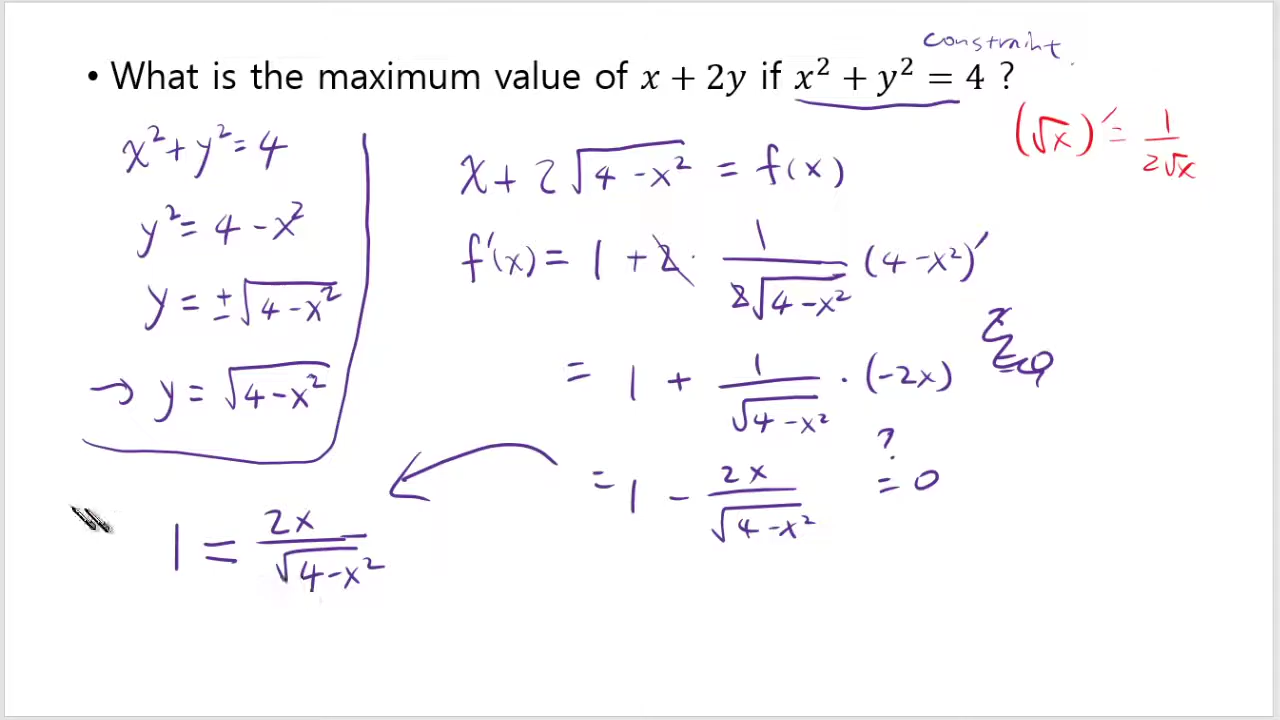 constraint
• What is the maximum value of x + 2y if x² + y² = 4 ?
(√x)′ = 1/(2√x)
x² + y² = 4
y² = 4 - x²
y = ±√(4 - x²)
→ y = √(4 - x²)
x + 2√(4 - x²) = f(x)
f′(x) = 1 + 2 · 1/(2√(4 - x²)) (4 - x²)′
= 1 + 1/√(4 - x²) · (-2x)
= 1 - 2x/√(4 - x²) = 0
?
1 = 2x/√(4 - x²)